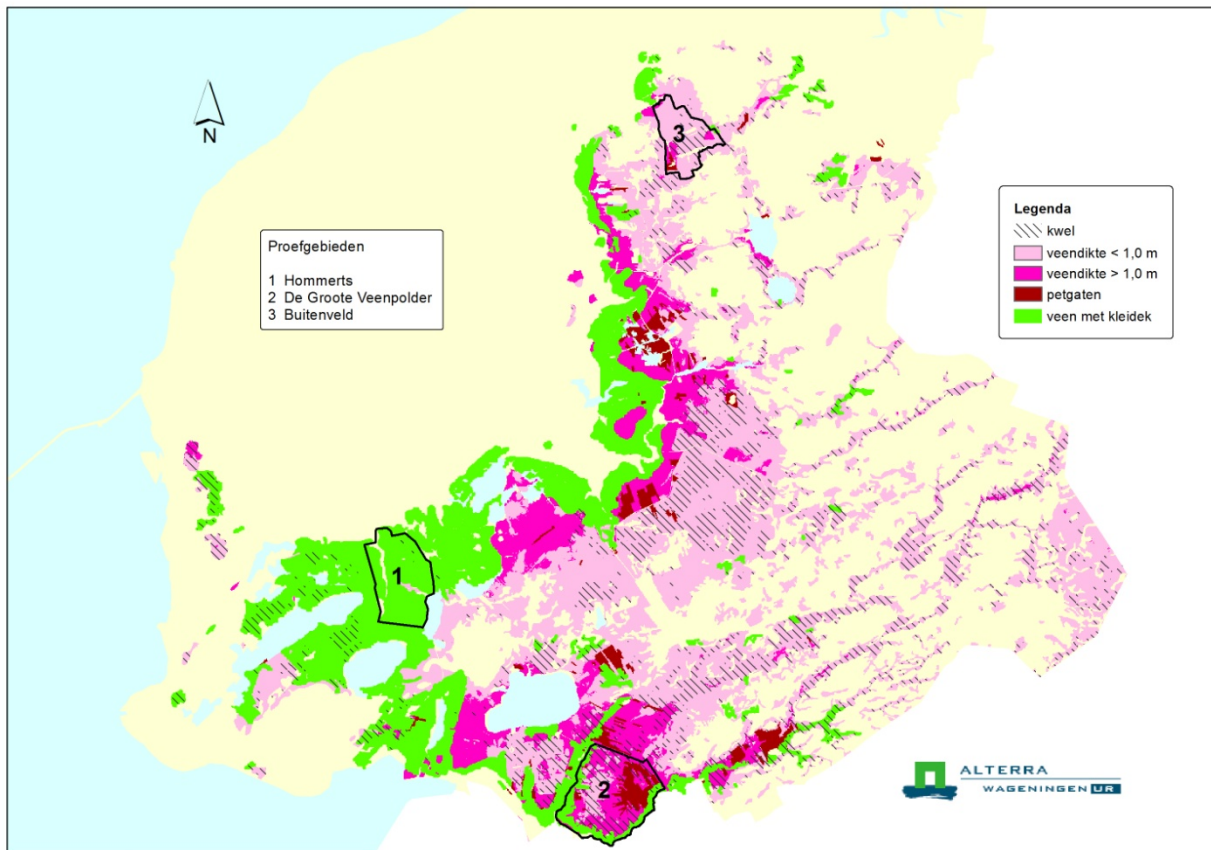 N
Proefgebieden
1 Hommerts
2 De Groote Veenpolder
3 Buitenveld
Legenda
kwel
veendikte < 1,0 m
veendikte > 1,0 m
petgaten
veen met kleidek
3
1
2
ALTERRA
WAGENINGEN UR